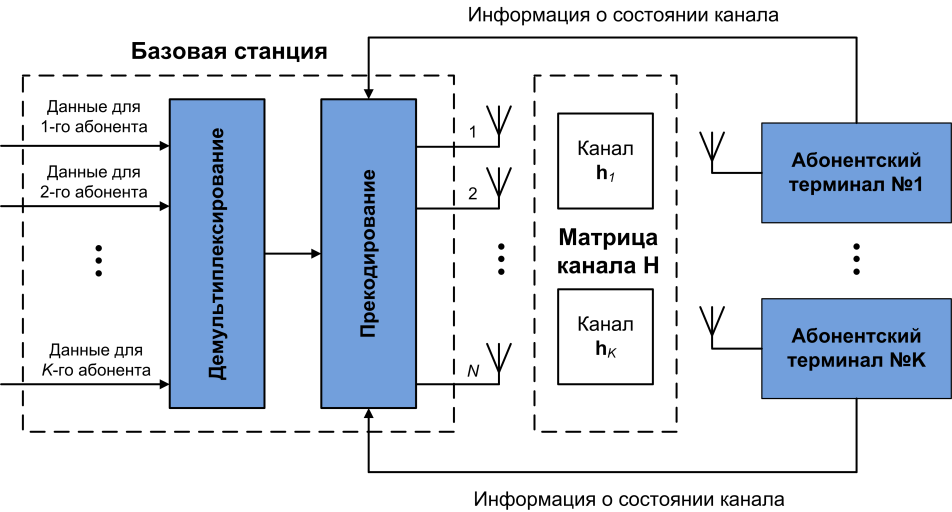 Информация о состоянии канала
Базовая станция
Данные для
1-го абонента
Данные для
2-го абонента
Данные для
K-го абонента
Демультиплексирование
Прекодирование
1
2
N
Канал
h1
Матрица
канала H
Канал
hK
Абонентский
терминал №1
Абонентский
терминал №K
Информация о состоянии канала